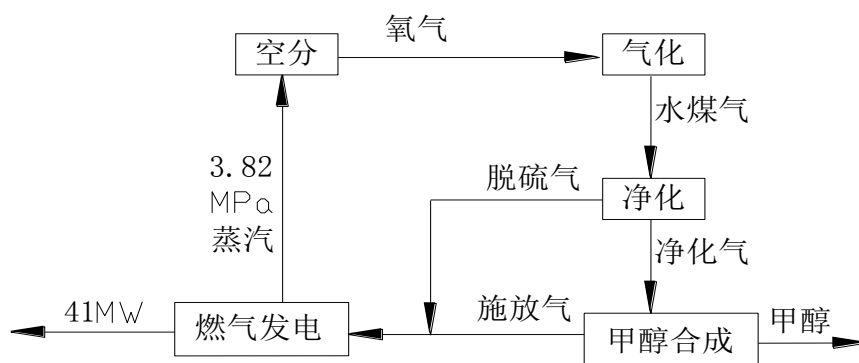 氧气
空分
气化
水煤气
3.82
MPa
蒸汽
脱硫气
净化
净化气
41MW
燃气发电
施放气
甲醇合成
甲醇